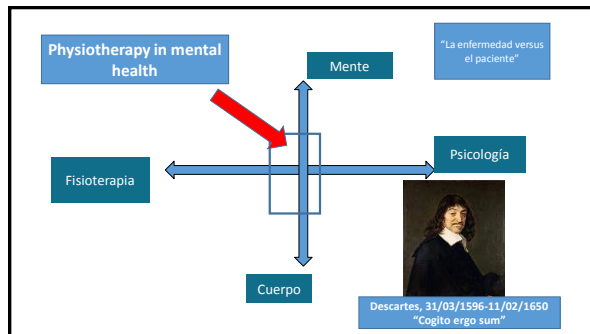 Physiotherapy in mental
health
Mente
“La enfermedad versus
el paciente”
Fisioterapia
Psicología
Cuerpo
Descartes, 31/03/1596-11/02/1650
“Cogito ergo sum”